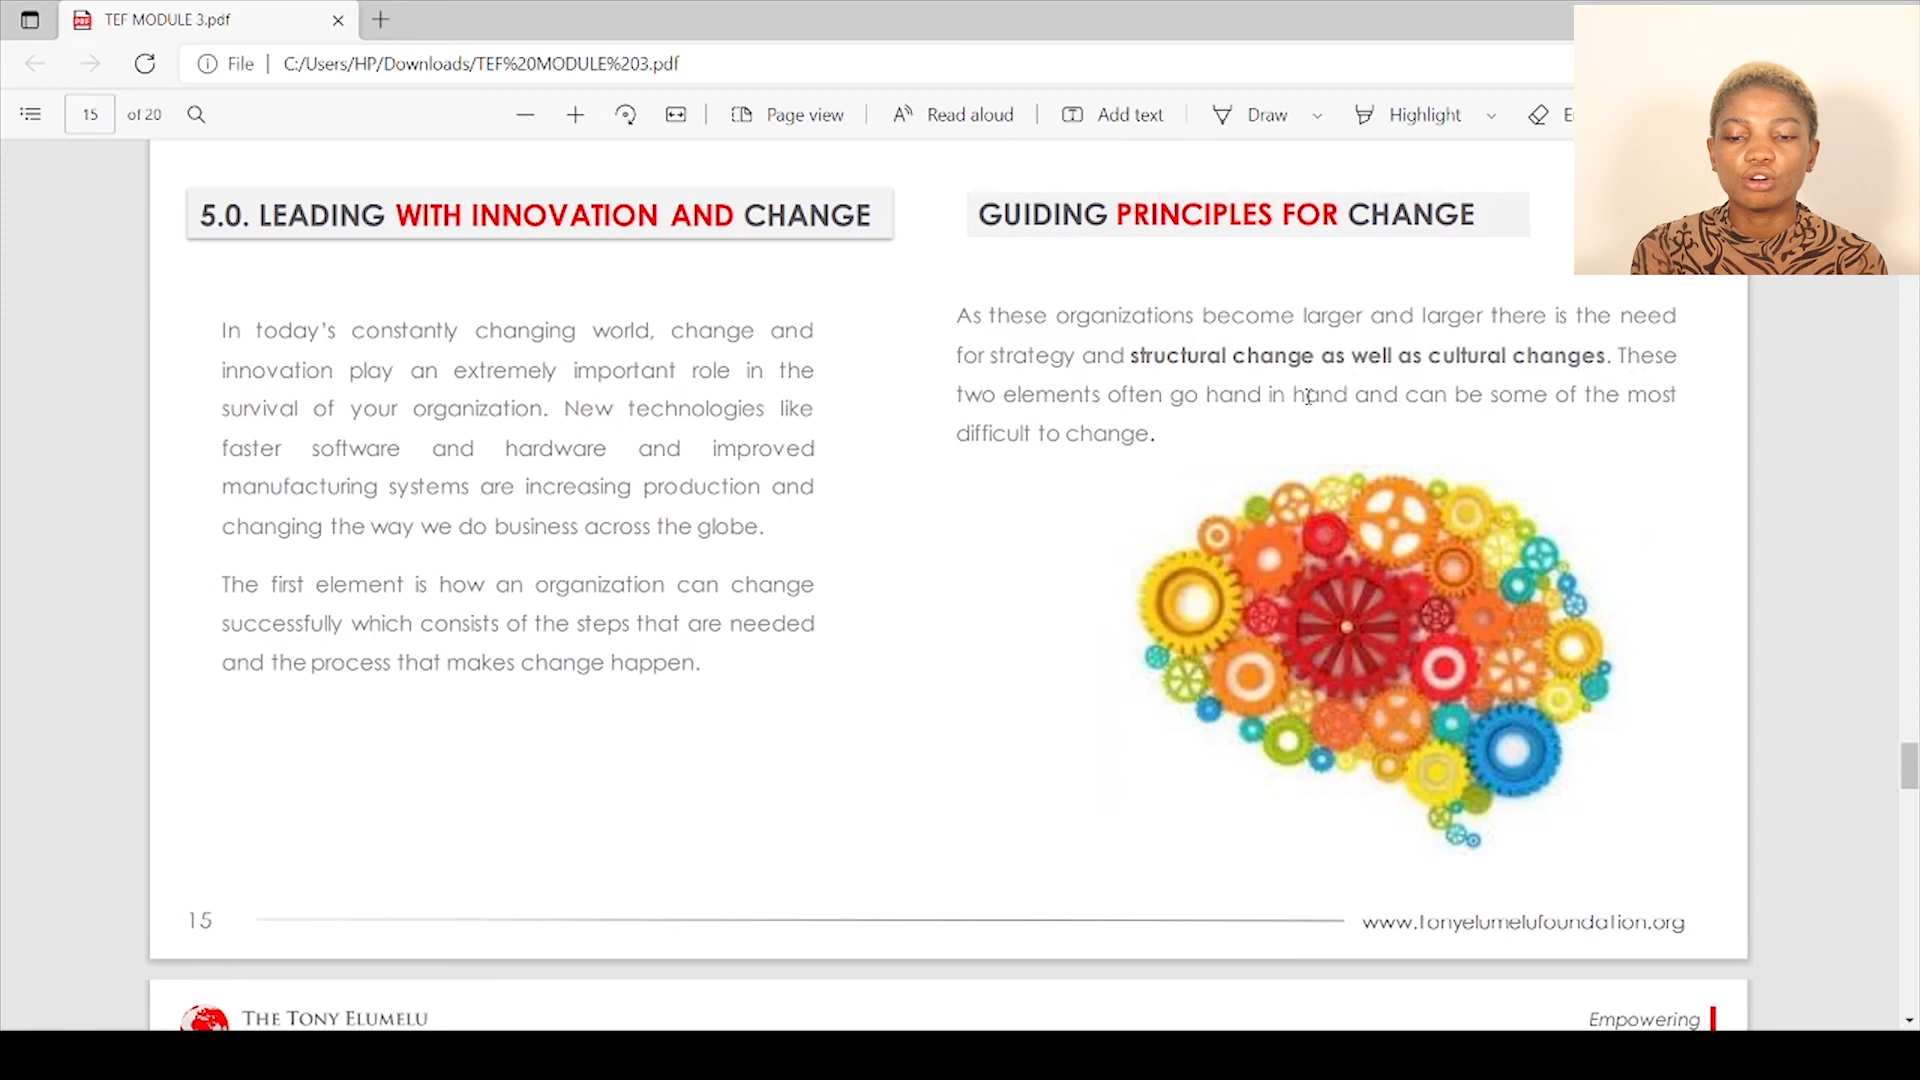 TEF MODULE 3.pdf
File | C:/Users/HP/Downloads/TEF%20MODULE%203.pdf
15 of 20
Page view
Read aloud
Add text
Draw
Highlight
5.0. LEADING WITH INNOVATION AND CHANGE
In today’s constantly changing world, change and
innovation play an extremely important role in the
survival of your organization. New technologies like
faster software and hardware and improved
manufacturing systems are increasing production and
changing the way we do business across the globe.
The first element is how an organization can change
successfully which consists of the steps that are needed
and the process that makes change happen.
GUIDING PRINCIPLES FOR CHANGE
As these organizations become larger and larger there is the need
for strategy and structural change as well as cultural changes. These
two elements often go hand in hand and can be some of the most
difficult to change.
15
www.tonyelumelufoundation.org
THE TONY ELUMELU
Empowering